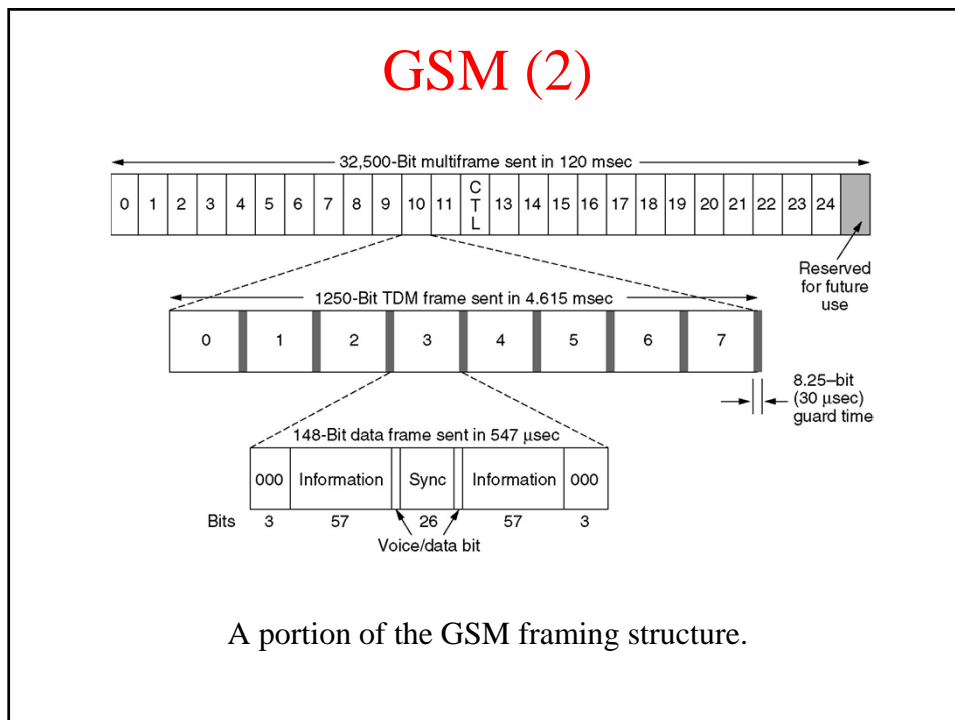 GSM (2)
32,500-Bit multiframe sent in 120 msec
0 1 2 3 4 5 6 7 8 9 10 11 CTL 13 14 15 16 17 18 19 20 21 22 23 24
Reserved
for future
use
1250-Bit TDM frame sent in 4.615 msec
0 1 2 3 4 5 6 7
8.25–bit
(30 μsec)
guard time
148-Bit data frame sent in 547 μsec
000 Information Sync Information 000
Bits 3 57 26 57 3
Voice/data bit
A portion of the GSM framing structure.